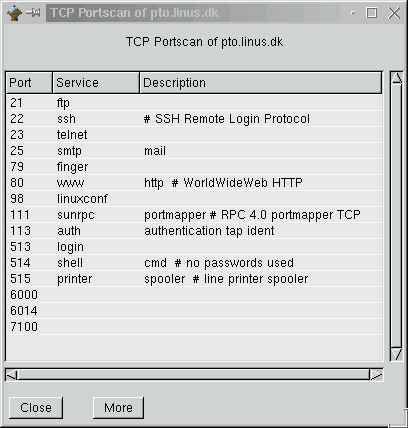 TCP Portscan of pto.linus.dk
TCP Portscan of pto.linus.dk
Port Service Description
21 ftp
22 ssh # SSH Remote Login Protocol
23 telnet
25 smtp mail
79 finger
80 www http # WorldWideWeb HTTP
98 linuxconf
111 sunrpc portmapper # RPC 4.0 portmapper TCP
113 auth authentication tap ident
513 login
514 shell cmd # no passwords used
515 printer spooler # line printer spooler
6000
6014
7100
Close More